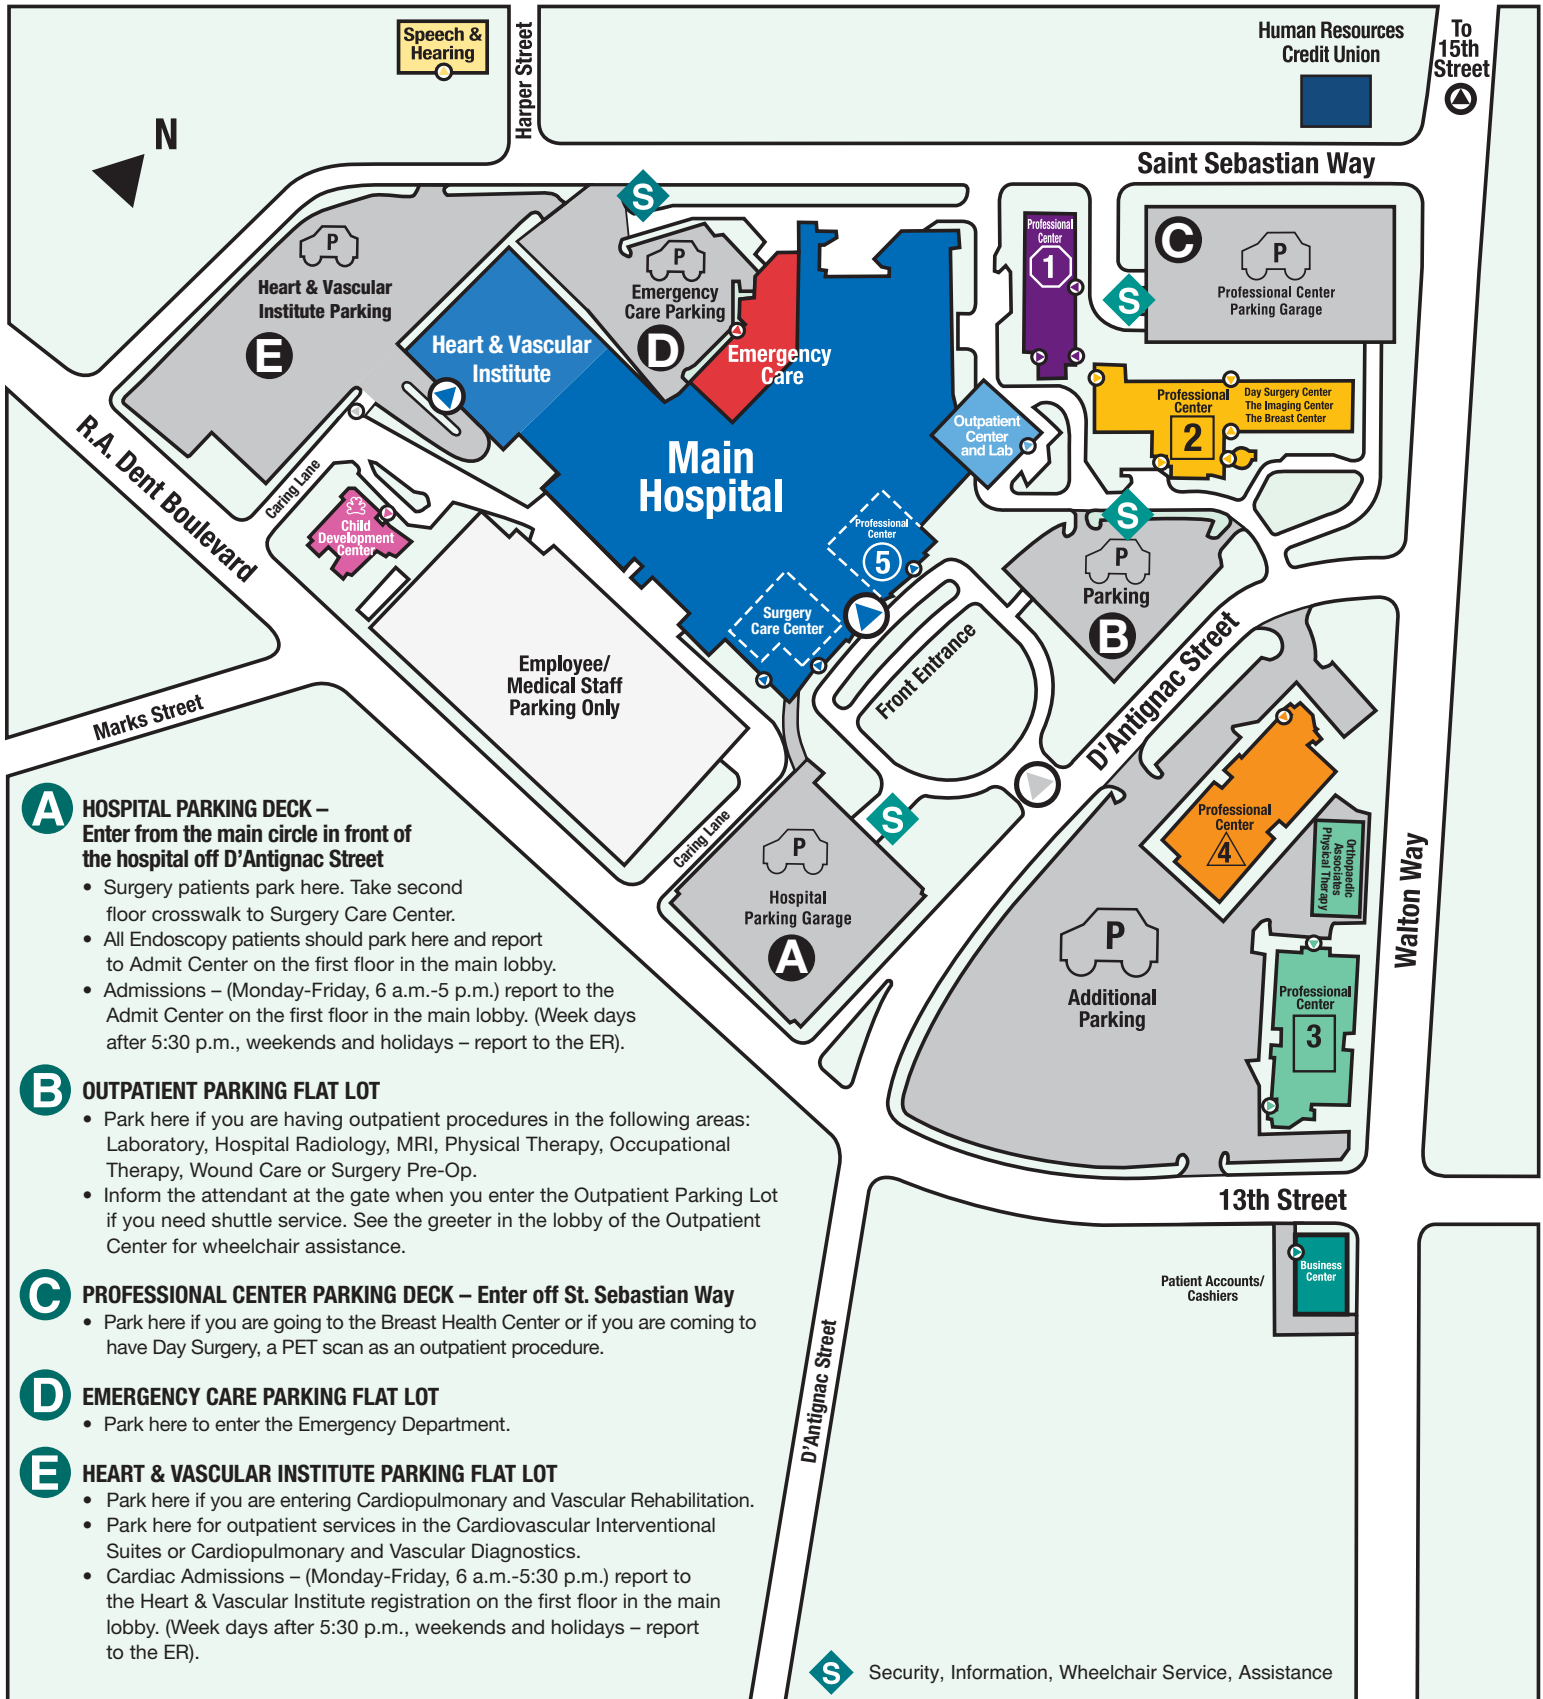 Speech &
Hearing
Harper Street
Human Resources
Credit Union
To
15th
Street
N
Saint Sebastian Way
S
P
Heart & Vascular
Institute Parking
E
P
Emergency
Care Parking
D
Professional
Center
1
C
P
Professional Center
Parking Garage
S
Heart & Vascular
Institute
Emergency
Care
Professional
Center
2
Day Surgery Center
The Imaging Center
The Breast Center
Outpatient
Center
and Lab
Main
Hospital
R.A. Dent Boulevard
Caring Lane
Child
Development
Center
Professional
Center
5
S
P
Parking
B
Surgery
Care Center
Front Entrance
D'Antignac Street
Employee/
Medical Staff
Parking Only
Marks Street
Caring Lane
S
P
Hospital
Parking Garage
A
Professional
Center
4
Orthopaedic
Associates
Physical Therapy
Walton Way
P
Additional
Parking
Professional
Center
3
13th Street
Patient Accounts/
Cashiers
Business
Center
D'Antignac Street
A HOSPITAL PARKING DECK –
Enter from the main circle in front of
the hospital off D’Antignac Street
• Surgery patients park here. Take second
floor crosswalk to Surgery Care Center.
• All Endoscopy patients should park here and report
to Admit Center on the first floor in the main lobby.
• Admissions – (Monday-Friday, 6 a.m.-5 p.m.) report to the
Admit Center on the first floor in the main lobby. (Week days
after 5:30 p.m., weekends and holidays – report to the ER).
B OUTPATIENT PARKING FLAT LOT
• Park here if you are having outpatient procedures in the following areas:
Laboratory, Hospital Radiology, MRI, Physical Therapy, Occupational
Therapy, Wound Care or Surgery Pre-Op.
• Inform the attendant at the gate when you enter the Outpatient Parking Lot
if you need shuttle service. See the greeter in the lobby of the Outpatient
Center for wheelchair assistance.
C PROFESSIONAL CENTER PARKING DECK – Enter off St. Sebastian Way
• Park here if you are going to the Breast Health Center or if you are coming to
have Day Surgery, a PET scan as an outpatient procedure.
D EMERGENCY CARE PARKING FLAT LOT
• Park here to enter the Emergency Department.
E HEART & VASCULAR INSTITUTE PARKING FLAT LOT
• Park here if you are entering Cardiopulmonary and Vascular Rehabilitation.
• Park here for outpatient services in the Cardiovascular Interventional
Suites or Cardiopulmonary and Vascular Diagnostics.
• Cardiac Admissions – (Monday-Friday, 6 a.m.-5:30 p.m.) report to
the Heart & Vascular Institute registration on the first floor in the main
lobby. (Week days after 5:30 p.m., weekends and holidays – report
to the ER).
S Security, Information, Wheelchair Service, Assistance